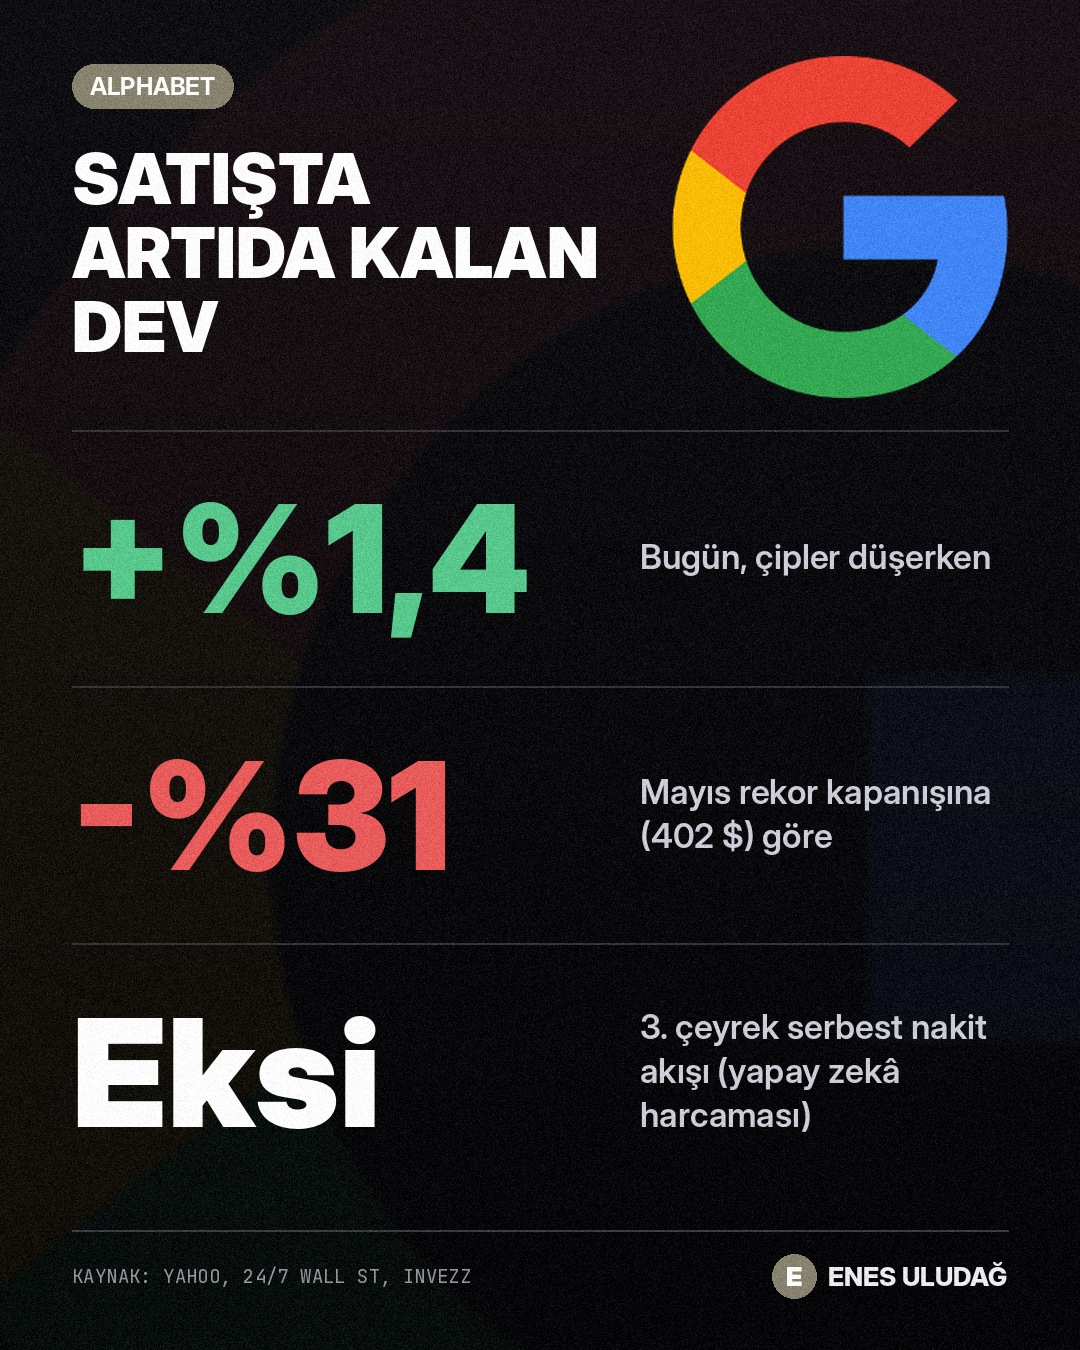 ALPHABET
SATIŞTA
ARTIDA KALAN
DEV
+%1,4
Bugün, çipler düşerken
-%31
Mayıs rekor kapanışına
(402 $) göre
Eksi
3. çeyrek serbest nakit
akışı (yapay zekâ
harcaması)
KAYNAK: YAHOO, 24/7 WALL ST, INVEZZ
E ENES ULUDAĞ